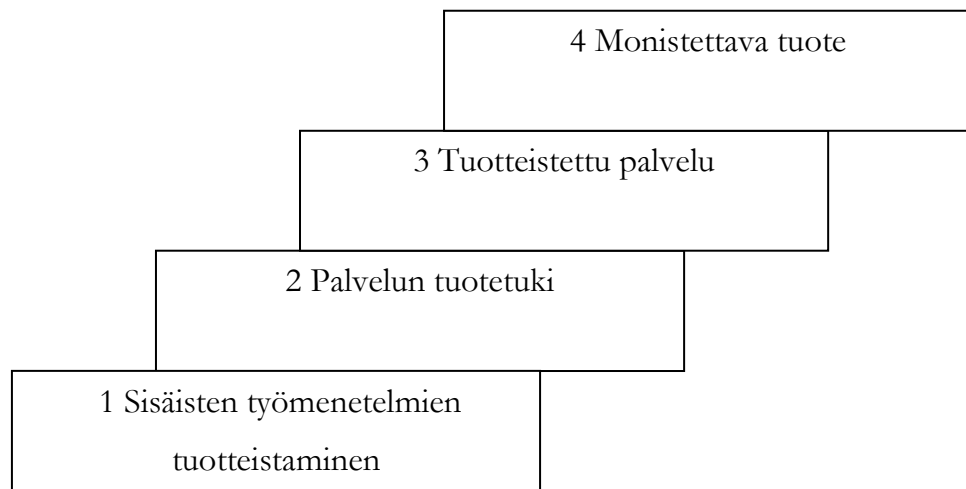 4 Monistettava tuote
3 Tuotteistettu palvelu
2 Palvelun tuotetuki
1 Sisäisten työmenetelmien
tuotteistaminen